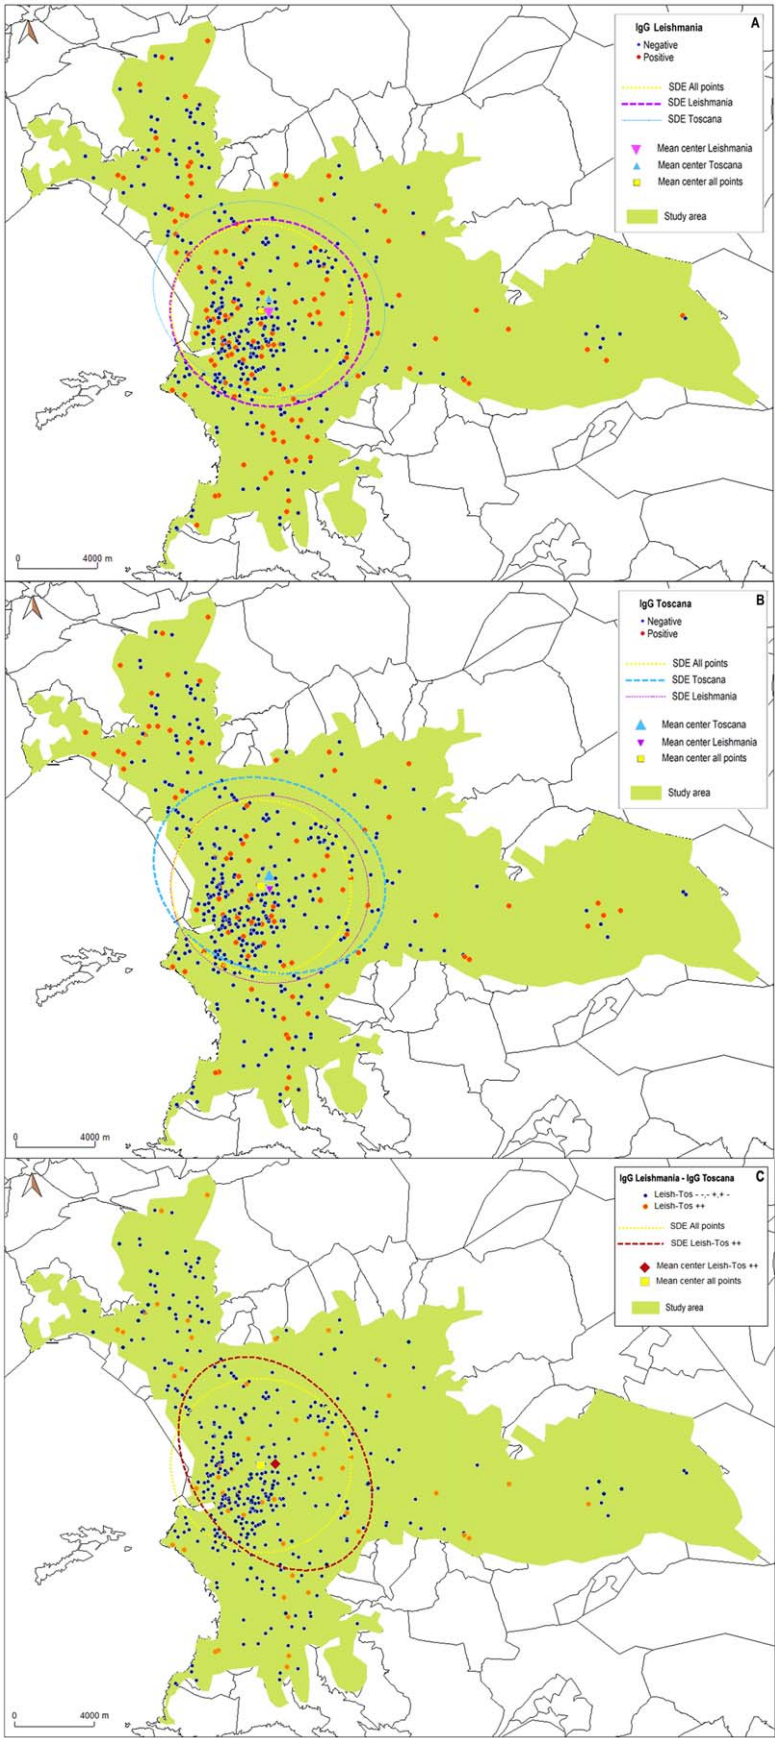 A
IgG Leishmania
Negative
Positive
SDE All points
SDE Leishmania
SDE Toscana
Mean center Leishmania
Mean center Toscana
Mean center all points
Study area
0 4000 m
B
IgG Toscana
Negative
Positive
SDE All points
SDE Toscana
SDE Leishmania
Mean center Toscana
Mean center Leishmania
Mean center all points
Study area
0 4000 m
C
IgG Leishmania - IgG Toscana
Leish-Tos - -,- +,+ -
Leish-Tos ++
SDE All points
SDE Leish-Tos ++
Mean center Leish-Tos ++
Mean center all points
Study area
0 4000 m